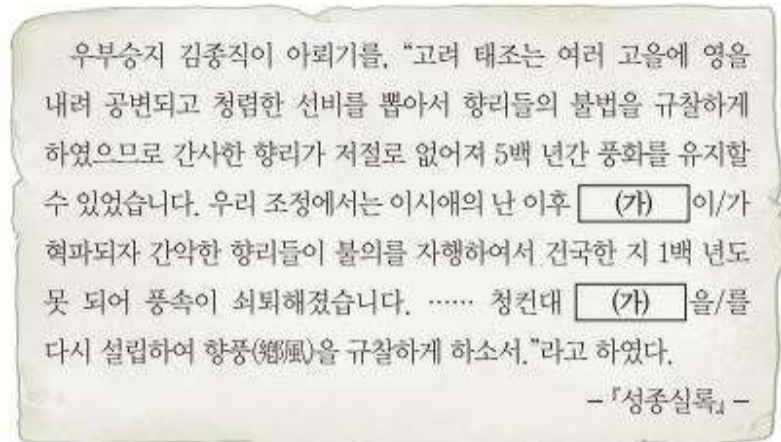 우부승지 김종직이 아뢰기를, “고려 태조는 여러 고을에 영을
내려 공변되고 청렴한 선비를 뽑아서 향리들의 불법을 규찰하게
하였으므로 간사한 향리가 저절로 없어져 5백 년간 풍화를 유지할
수 있었습니다. 우리 조정에서는 이시애의 난 이후 (가) 이/가
혁파되자 간악한 향리들이 불의를 자행하여서 건국한 지 1백 년도
못 되어 풍속이 쇠퇴해졌습니다. …… 청컨대 (가) 을/를
다시 설립하여 향풍(鄕風)을 규찰하게 하소서.”라고 하였다.
－『성종실록』－